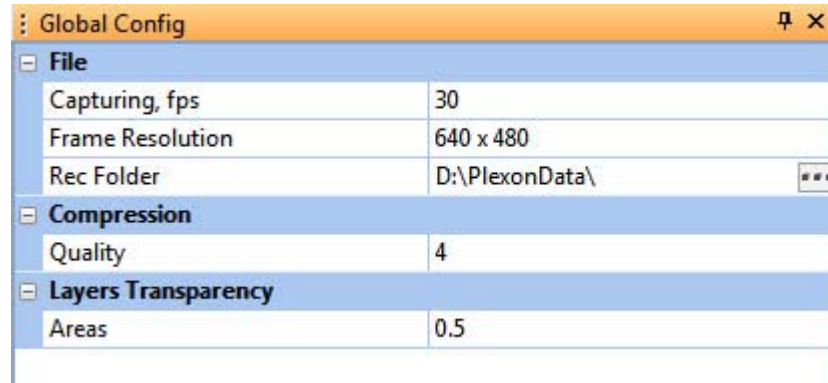 Global Config
File
Capturing, fps 30
Frame Resolution 640 x 480
Rec Folder D:\PlexonData\ ...
Compression
Quality 4
Layers Transparency
Areas 0.5